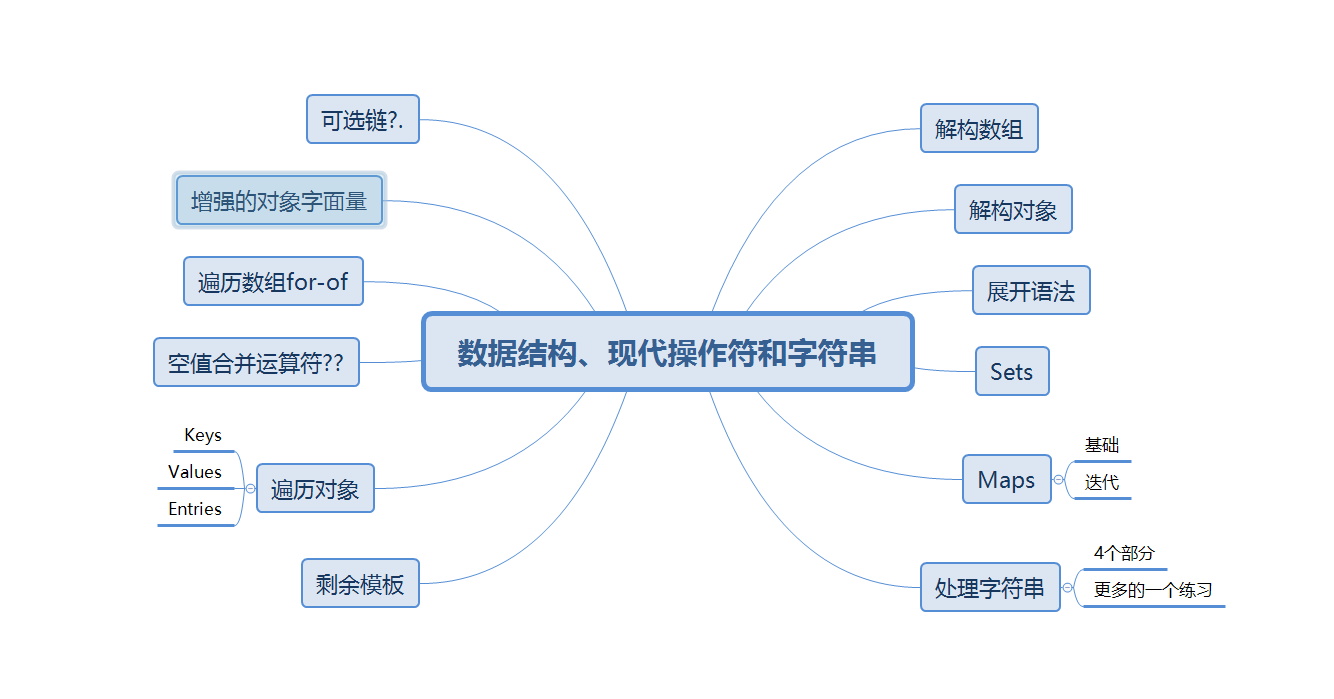 数据结构、现代操作符和字符串
可选链?.
增强的对象字面量
遍历数组for-of
空值合并运算符??
遍历对象
Keys
Values
Entries
剩余模板
解构数组
解构对象
展开语法
Sets
Maps
基础
迭代
处理字符串
4个部分
更多的一个练习